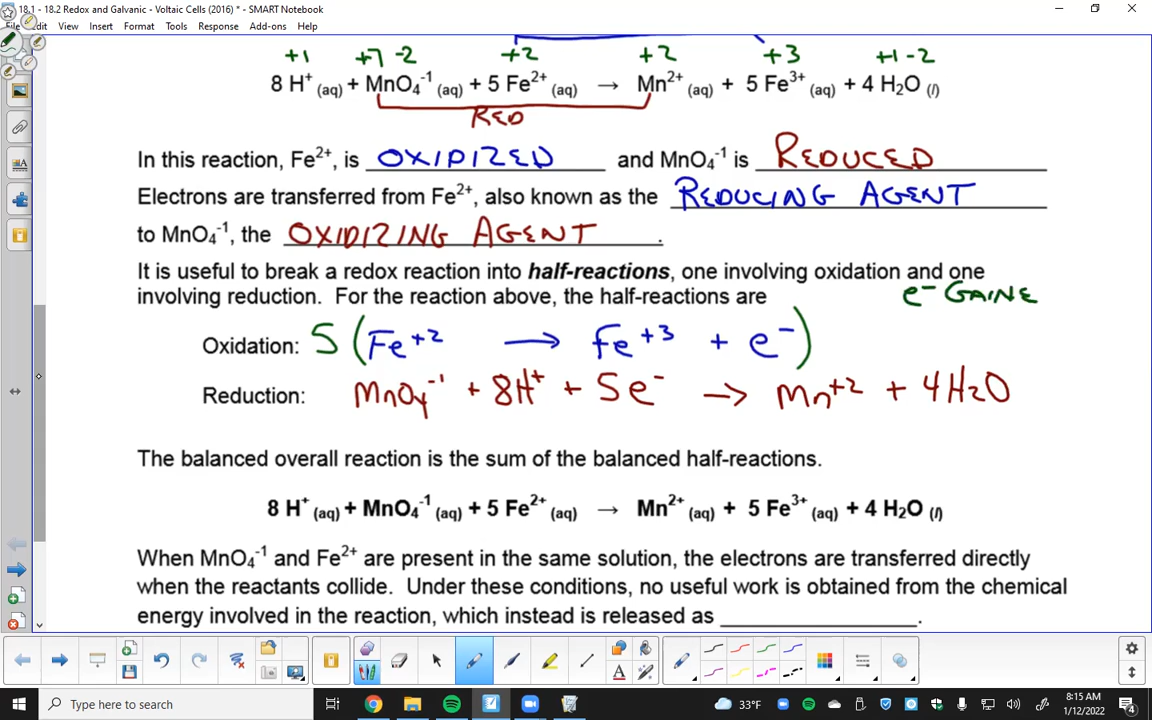 18.1 - 18.2 Redox and Galvanic - Voltaic Cells (2016) * - SMART Notebook
File Edit View Insert Format Tools Response Add-ons Help
+1 +7 -2 +2 +2 +3 +1 -2
8 H⁺ (aq) + MnO₄⁻¹ (aq) + 5 Fe²⁺ (aq) → Mn²⁺ (aq) + 5 Fe³⁺ (aq) + 4 H₂O (l)
RED
In this reaction, Fe²⁺, is OXIDIZED and MnO₄⁻¹ is REDUCED
Electrons are transferred from Fe²⁺, also known as the REDUCING AGENT
to MnO₄⁻¹, the OXIDIZING AGENT.
It is useful to break a redox reaction into half-reactions, one involving oxidation and one
involving reduction. For the reaction above, the half-reactions are
e⁻ GAINE
Oxidation: 5 (Fe⁺² → Fe⁺³ + e⁻)
Reduction: MnO₄⁻¹ + 8H⁺ + 5e⁻ → Mn⁺² + 4H₂O
The balanced overall reaction is the sum of the balanced half-reactions.
8 H⁺ (aq) + MnO₄⁻¹ (aq) + 5 Fe²⁺ (aq) → Mn²⁺ (aq) + 5 Fe³⁺ (aq) + 4 H₂O (l)
When MnO₄⁻¹ and Fe²⁺ are present in the same solution, the electrons are transferred directly
when the reactants collide. Under these conditions, no useful work is obtained from the chemical
energy involved in the reaction, which instead is released as ____________________.
Type here to search
33°F
8:15 AM
1/12/2022
4